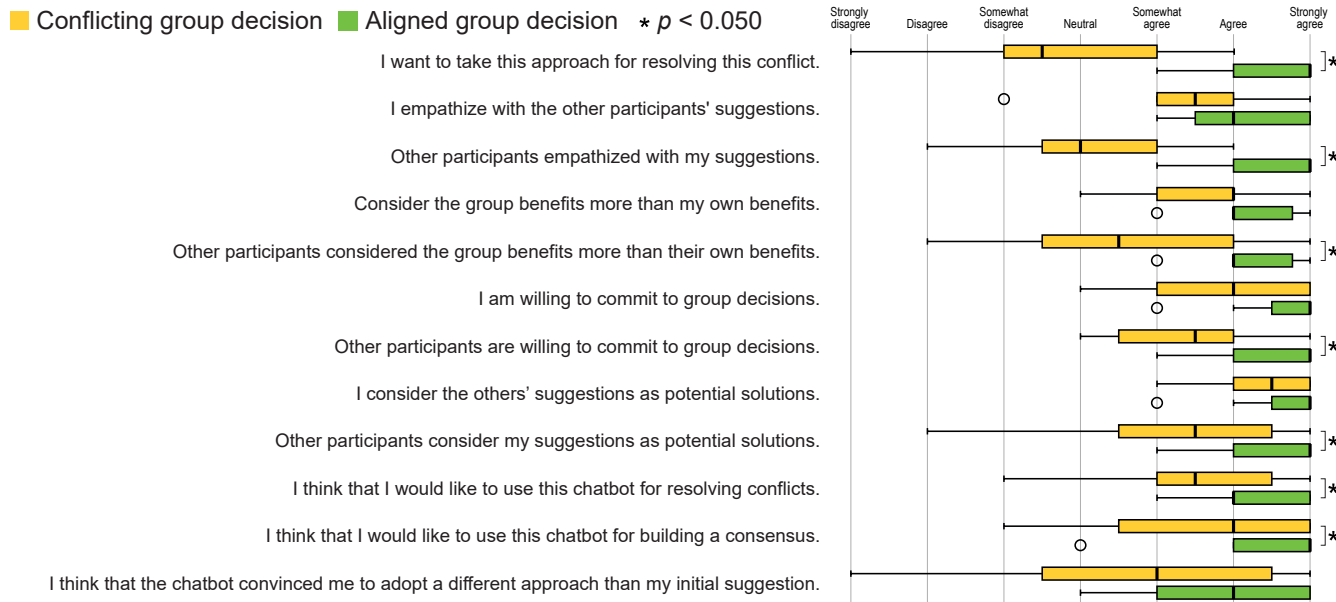 Conflicting group decision Aligned group decision * p < 0.050
Strongly disagree Disagree Somewhat disagree Neutral Somewhat agree Agree Strongly agree
I want to take this approach for resolving this conflict. *
I empathize with the other participants' suggestions.
Other participants empathized with my suggestions. *
Consider the group benefits more than my own benefits.
Other participants considered the group benefits more than their own benefits. *
I am willing to commit to group decisions.
Other participants are willing to commit to group decisions. *
I consider the others’ suggestions as potential solutions.
Other participants consider my suggestions as potential solutions. *
I think that I would like to use this chatbot for resolving conflicts. *
I think that I would like to use this chatbot for building a consensus. *
I think that the chatbot convinced me to adopt a different approach than my initial suggestion.